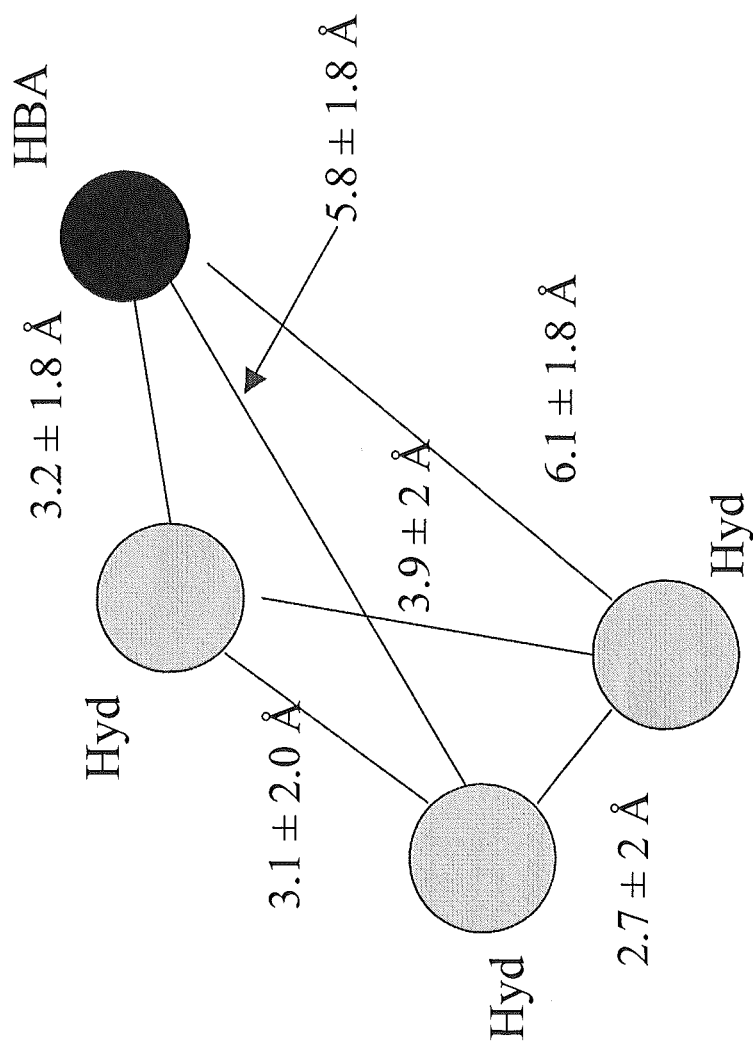 HBA
3.2 ± 1.8 Å
Hyd
3.1 ± 2.0 Å
5.8 ± 1.8 Å
3.9 ± 2 Å
Hyd
6.1 ± 1.8 Å
2.7 ± 2 Å
Hyd